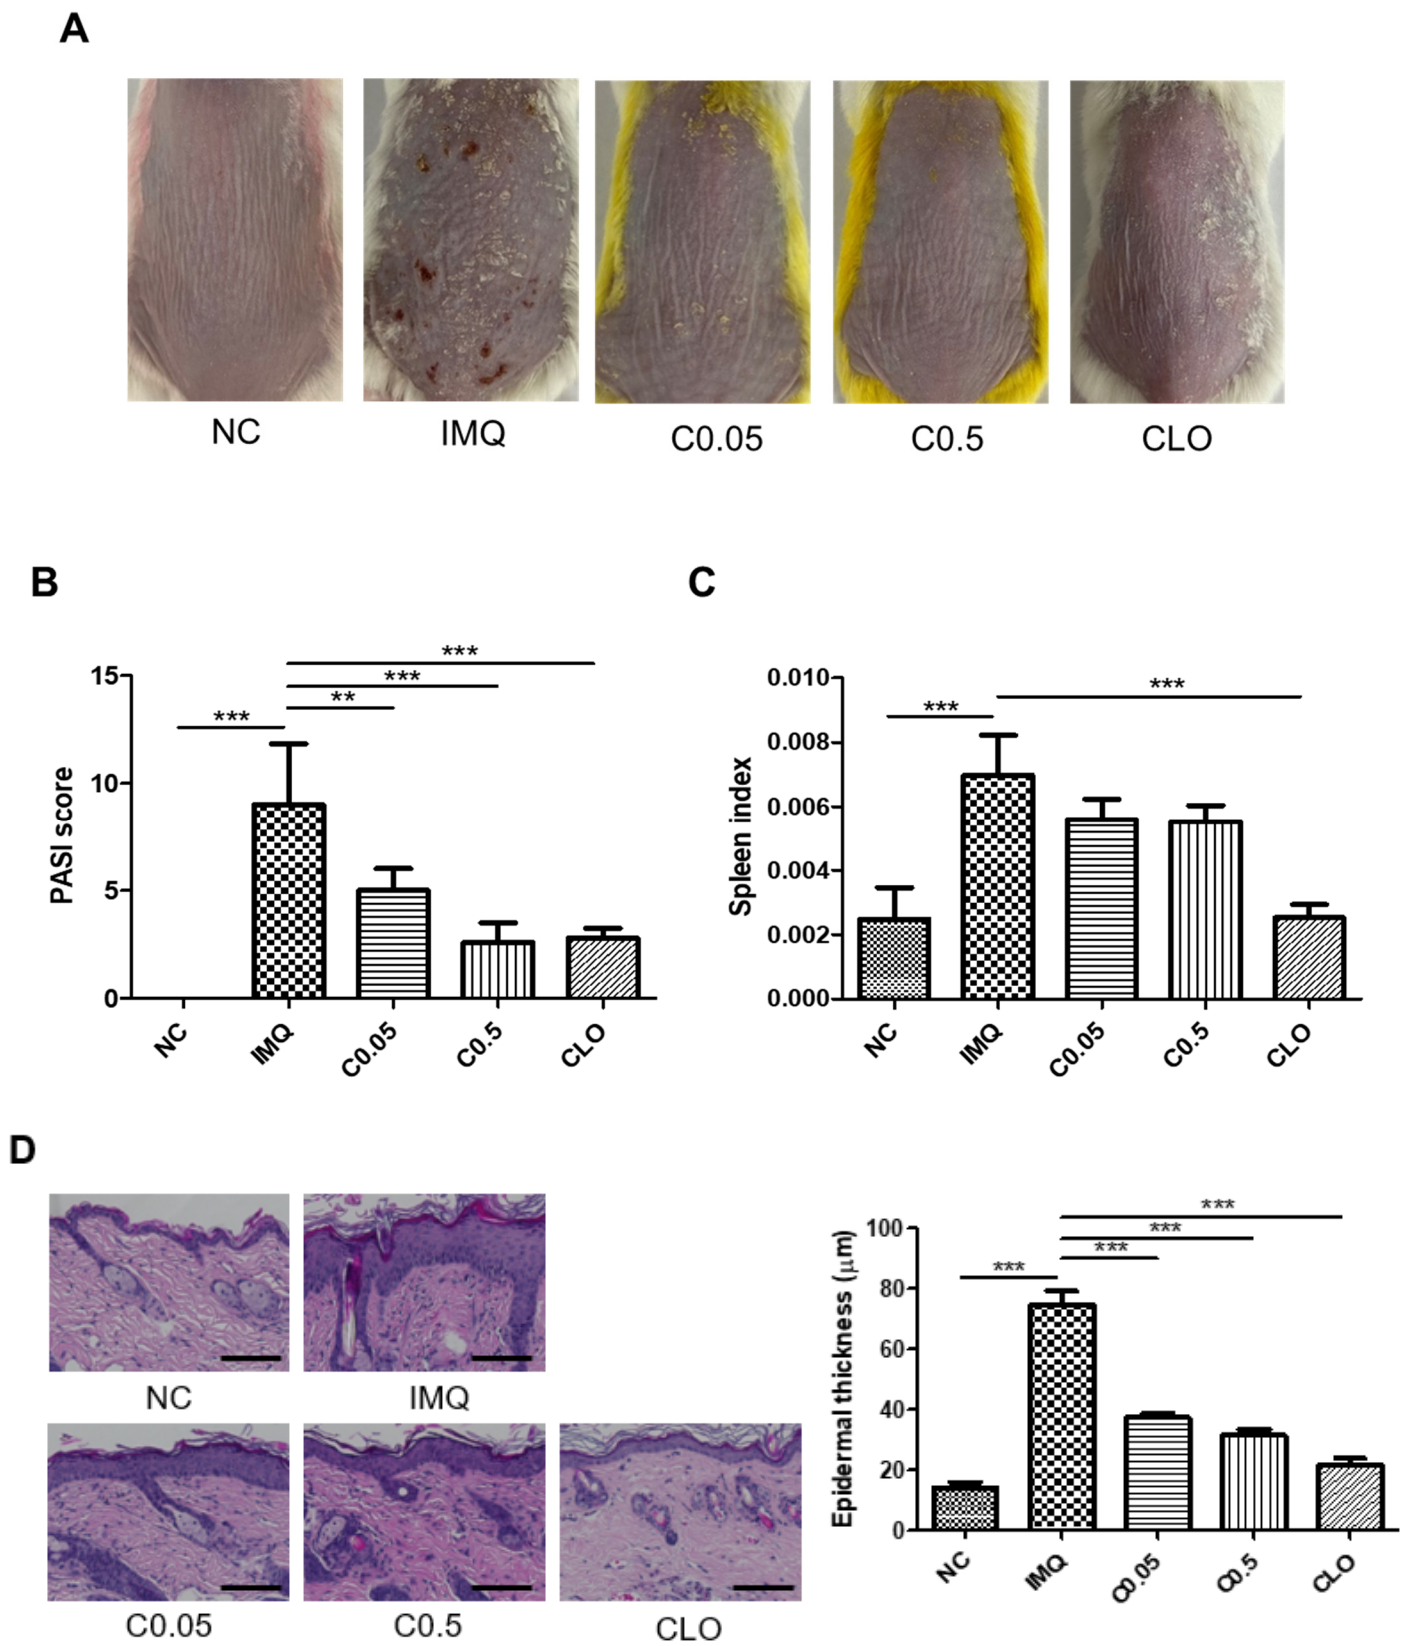 A
NC IMQ C0.05 C0.5 CLO
B
***
***
**
***
15
10
5
0
PASI score
NC IMQ C0.05 C0.5 CLO
C
***
***
0.010
0.008
0.006
0.004
0.002
0.000
Spleen index
NC IMQ C0.05 C0.5 CLO
D
NC IMQ
C0.05 C0.5 CLO
***
***
***
***
100
80
60
40
20
0
Epidermal thickness (μm)
NC IMQ C0.05 C0.5 CLO